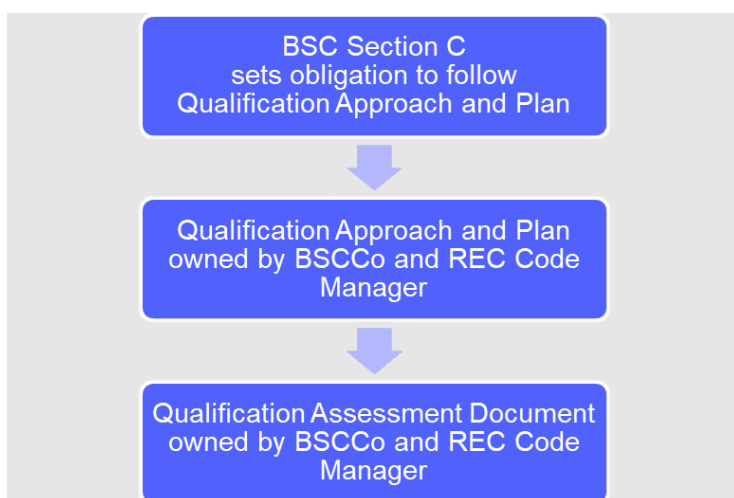 BSC Section C
sets obligation to follow
Qualification Approach and Plan
Qualification Approach and Plan
owned by BSCCo and REC Code
Manager
Qualification Assessment Document
owned by BSCCo and REC Code
Manager